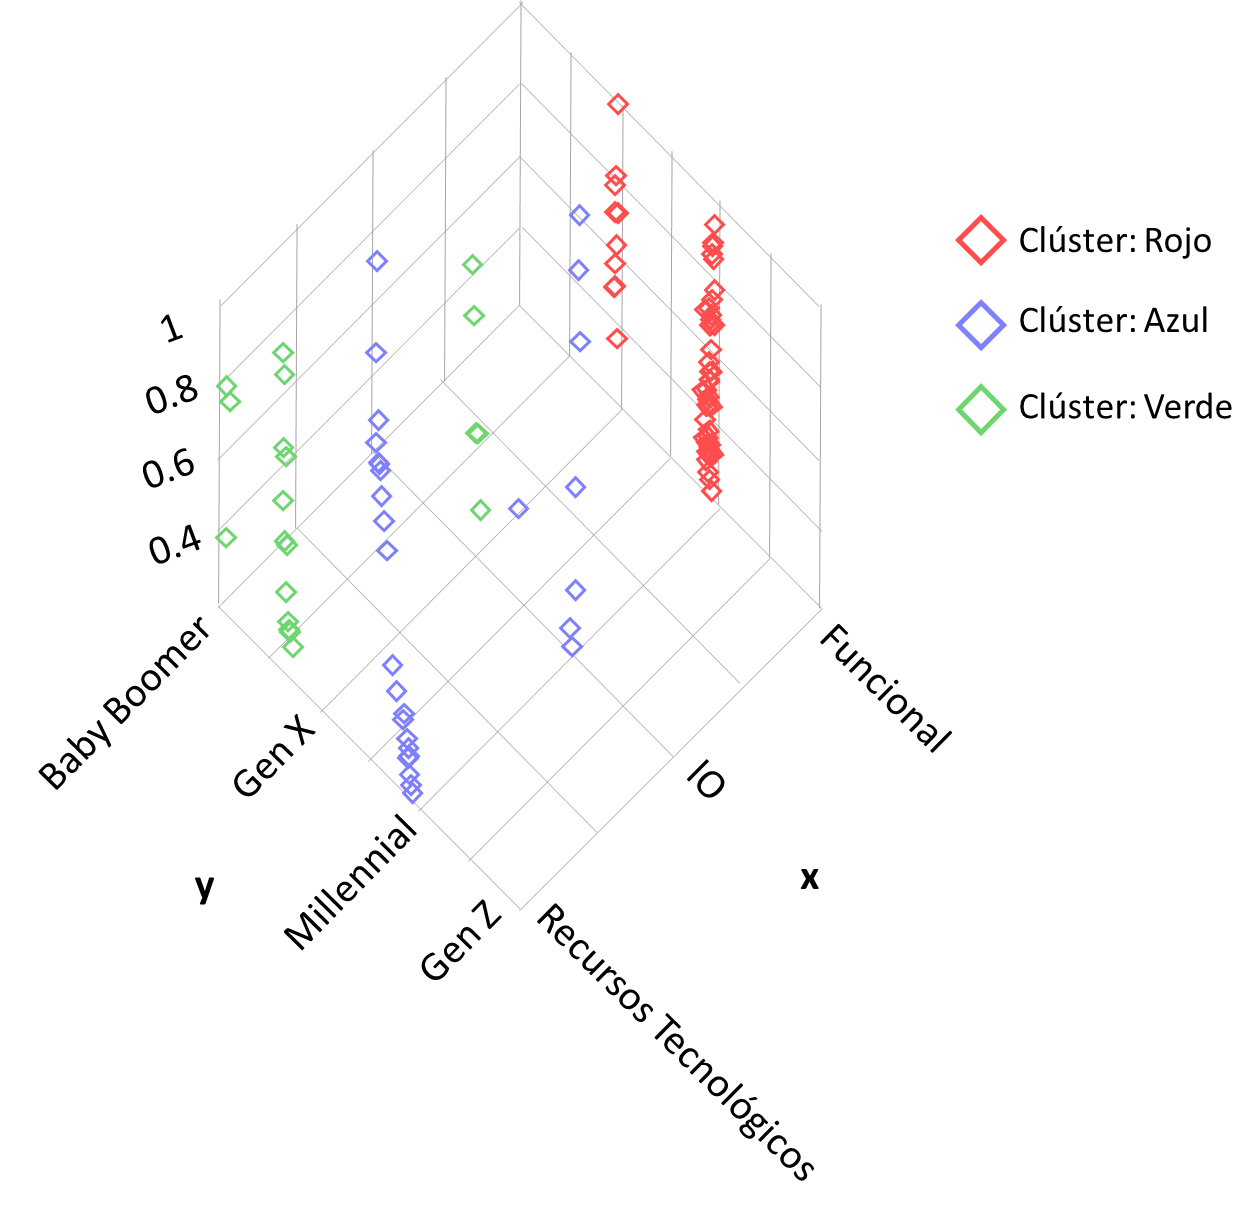 1
0.8
0.6
0.4
Baby Boomer
Gen X
Millennial
Gen Z
y
Funcional
IO
Recursos Tecnológicos
x
Clúster: Rojo
Clúster: Azul
Clúster: Verde